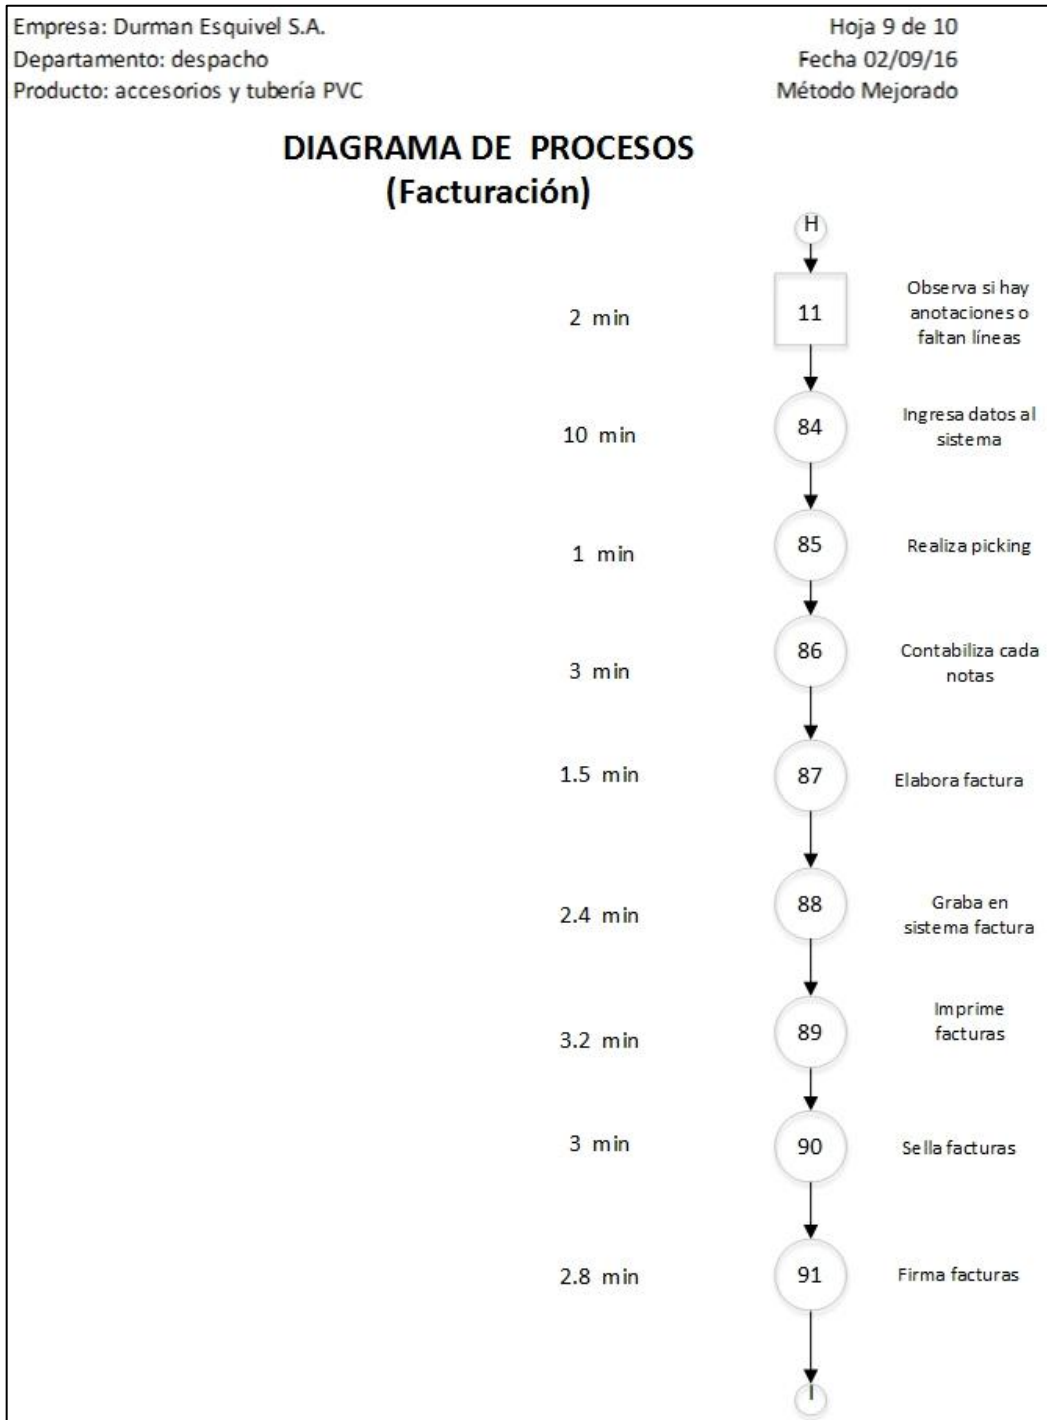 Empresa: Durman Esquivel S.A.
Hoja 9 de 10
Departamento: despacho
Fecha 02/09/16
Producto: accesorios y tubería PVC
Método Mejorado
DIAGRAMA DE PROCESOS
(Facturación)
H
2 min
11
Observa si hay
anotaciones o
faltan líneas
10 min
84
Ingresa datos al
sistema
1 min
85
Realiza picking
3 min
86
Contabiliza cada
notas
1.5 min
87
Elabora factura
2.4 min
88
Graba en
sistema factura
3.2 min
89
Imprime
facturas
3 min
90
Sella facturas
2.8 min
91
Firma facturas
I